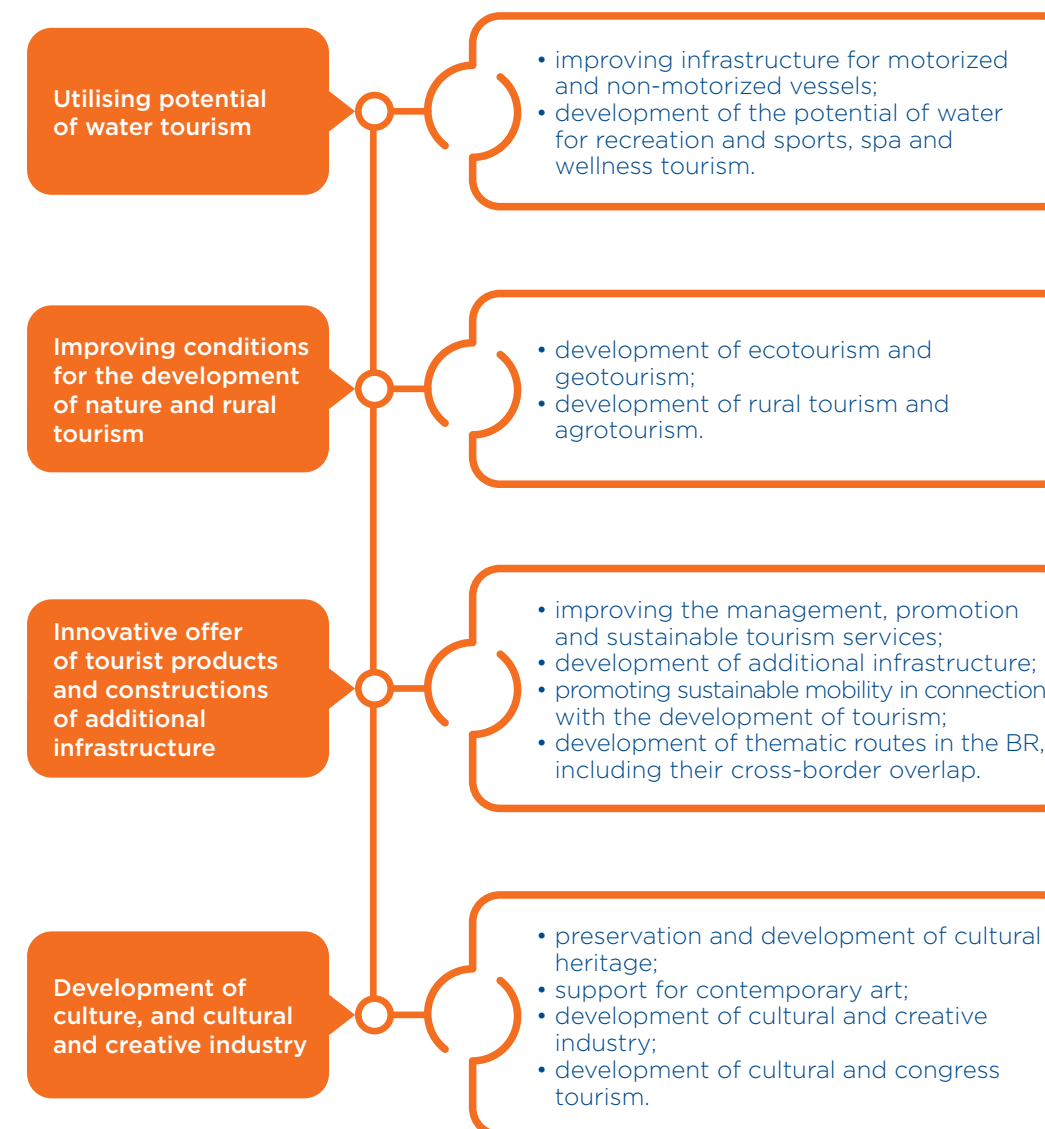 Utilising potential
of water tourism
• improving infrastructure for motorized
and non-motorized vessels;
• development of the potential of water
for recreation and sports, spa and
wellness tourism.
Improving conditions
for the development
of nature and rural
tourism
• development of ecotourism and
geotourism;
• development of rural tourism and
agrotourism.
Innovative offer
of tourist products
and constructions
of additional
infrastructure
• improving the management, promotion
and sustainable tourism services;
• development of additional infrastructure;
• promoting sustainable mobility in connection
with the development of tourism;
• development of thematic routes in the BR,
including their cross-border overlap.
Development of
culture, and cultural
and creative industry
• preservation and development of cultural
heritage;
• support for contemporary art;
• development of cultural and creative
industry;
• development of cultural and congress
tourism.